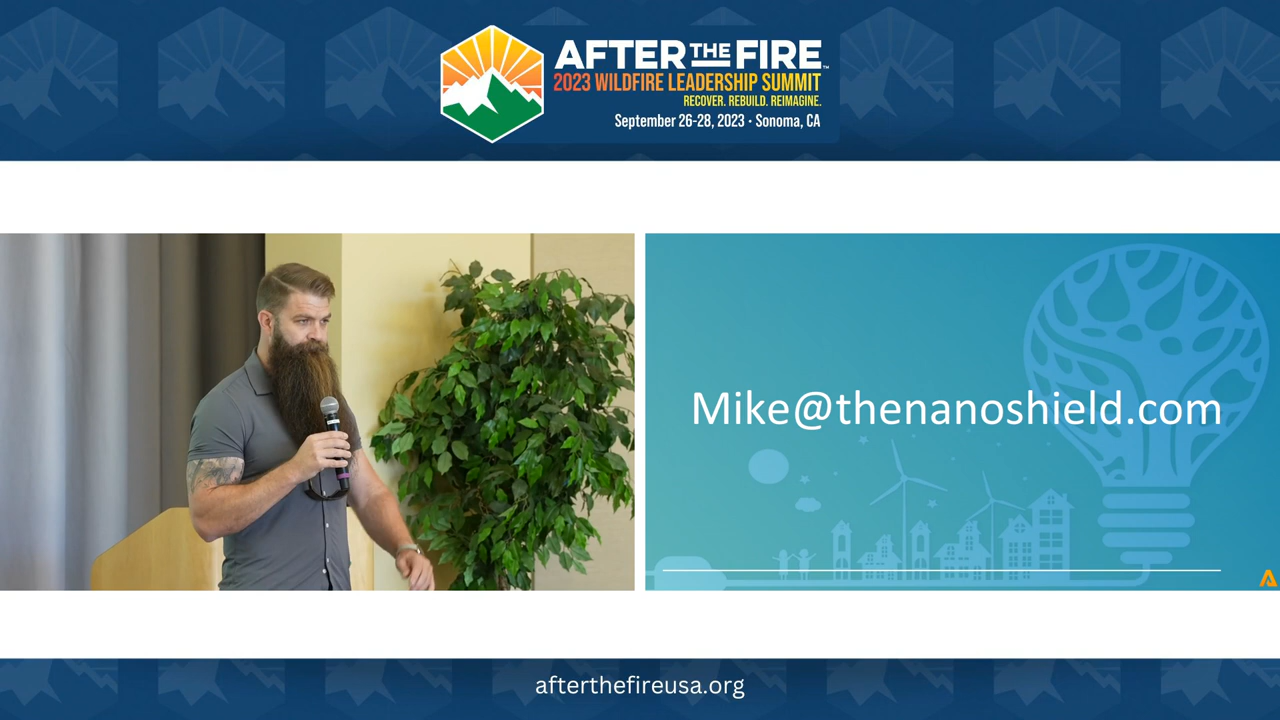 AFTER THE FIRE™
2023 WILDFIRE LEADERSHIP SUMMIT
RECOVER. REBUILD. REIMAGINE.
September 26-28, 2023 • Sonoma, CA
Mike@thenanoshield.com
afterthefireusa.org